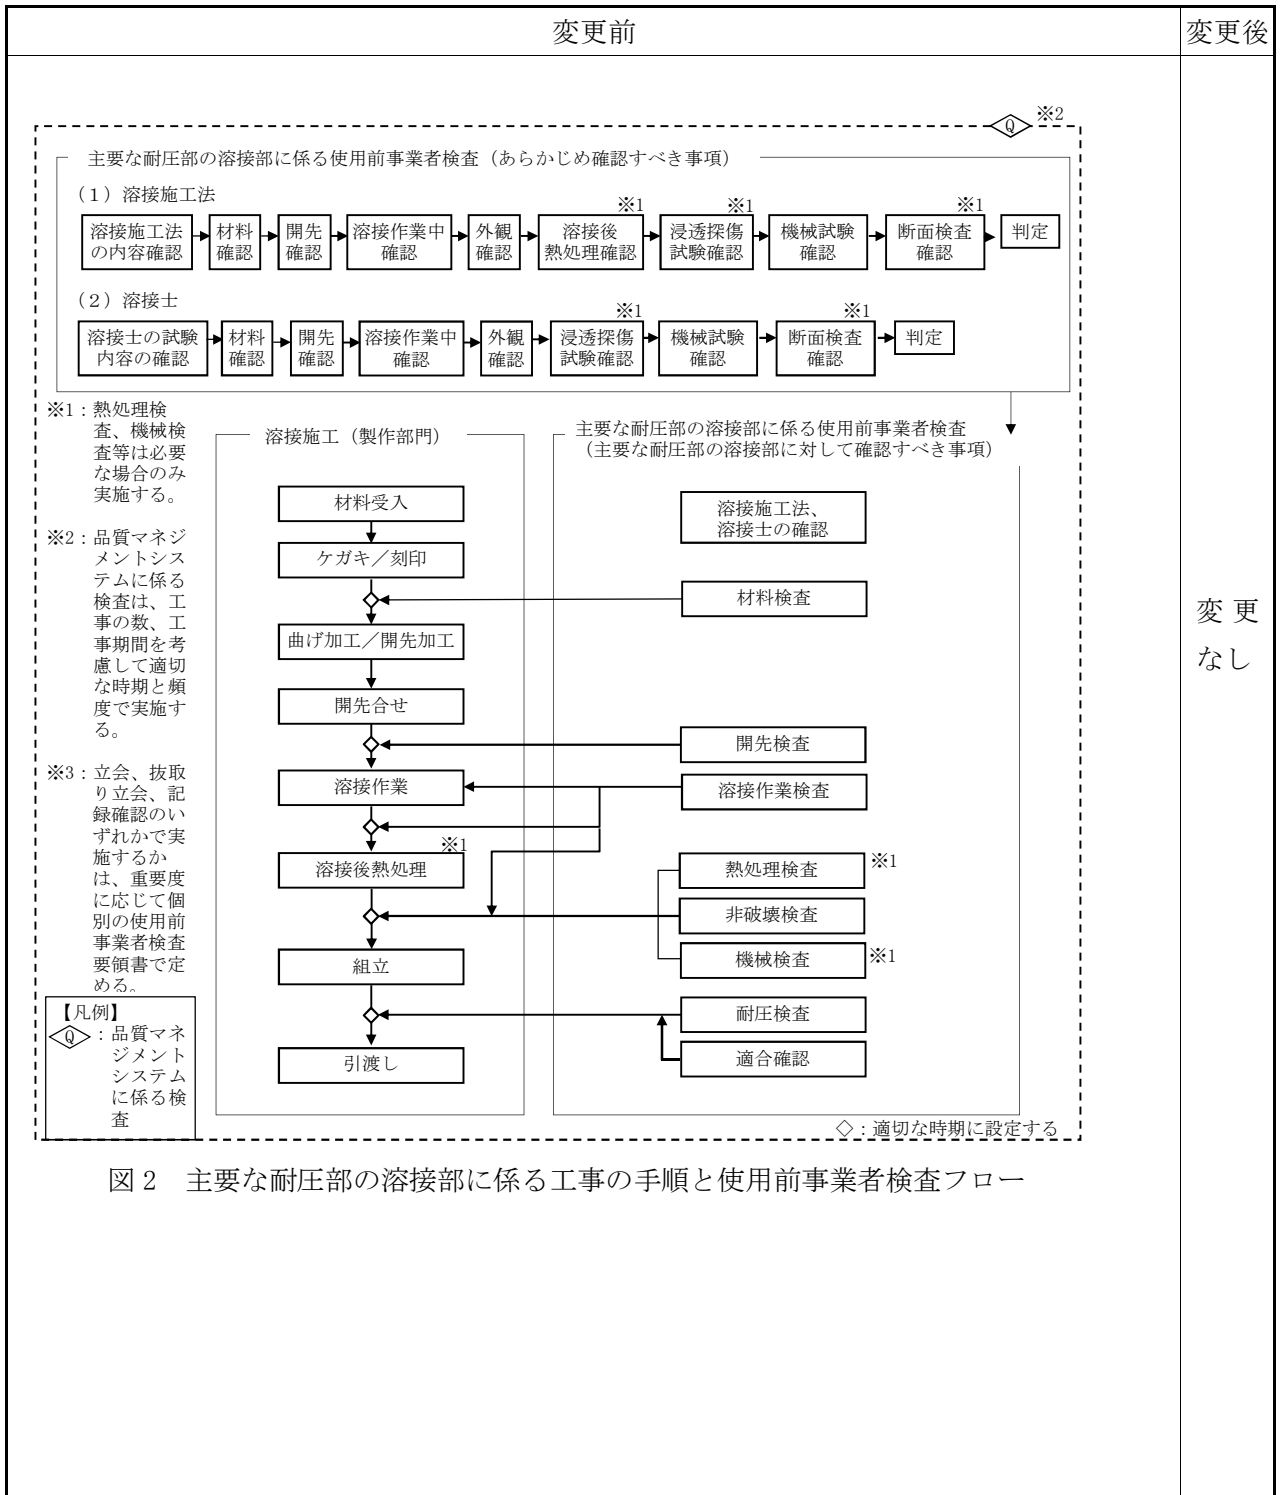 変更前
変更後
Q ※2
主要な耐圧部の溶接部に係る使用前事業者検査（あらかじめ確認すべき事項）
（１）溶接施工法
※1 ※1 ※1
溶接施工法
の内容確認
材料
確認
開先
確認
溶接作業中
確認
外観
確認
溶接後
熱処理確認
浸透探傷
試験確認
機械試験
確認
断面検査
確認
判定
（２）溶接士
※1 ※1
溶接士の試験
内容の確認
材料
確認
開先
確認
溶接作業中
確認
外観
確認
浸透探傷
試験確認
機械試験
確認
断面検査
確認
判定
※1：熱処理検
査、機械検
査等は必要
な場合のみ
実施する。
※2：品質マネジ
メントシス
テムに係る
検査は、工
事の数、工
事期間を考
慮して適切
な時期と頻
度で実施す
る。
※3：立会、抜取
り立会、記
録確認のい
ずれかで実
施するか
は、重要度
に応じて個
別の使用前
事業者検査
要領書で定
める。
【凡例】
Q：品質マネ
ジメント
システム
に係る検
査
溶接施工（製作部門）
材料受入
ケガキ／刻印
曲げ加工／開先加工
開先合せ
溶接作業
※1
溶接後熱処理
組立
引渡し
主要な耐圧部の溶接部に係る使用前事業者検査
（主要な耐圧部の溶接部に対して確認すべき事項）
溶接施工法、
溶接士の確認
材料検査
開先検査
溶接作業検査
熱処理検査 ※1
非破壊検査
機械検査 ※1
耐圧検査
適合確認
◇：適切な時期に設定する
変更
なし
図２　主要な耐圧部の溶接部に係る工事の手順と使用前事業者検査フロー